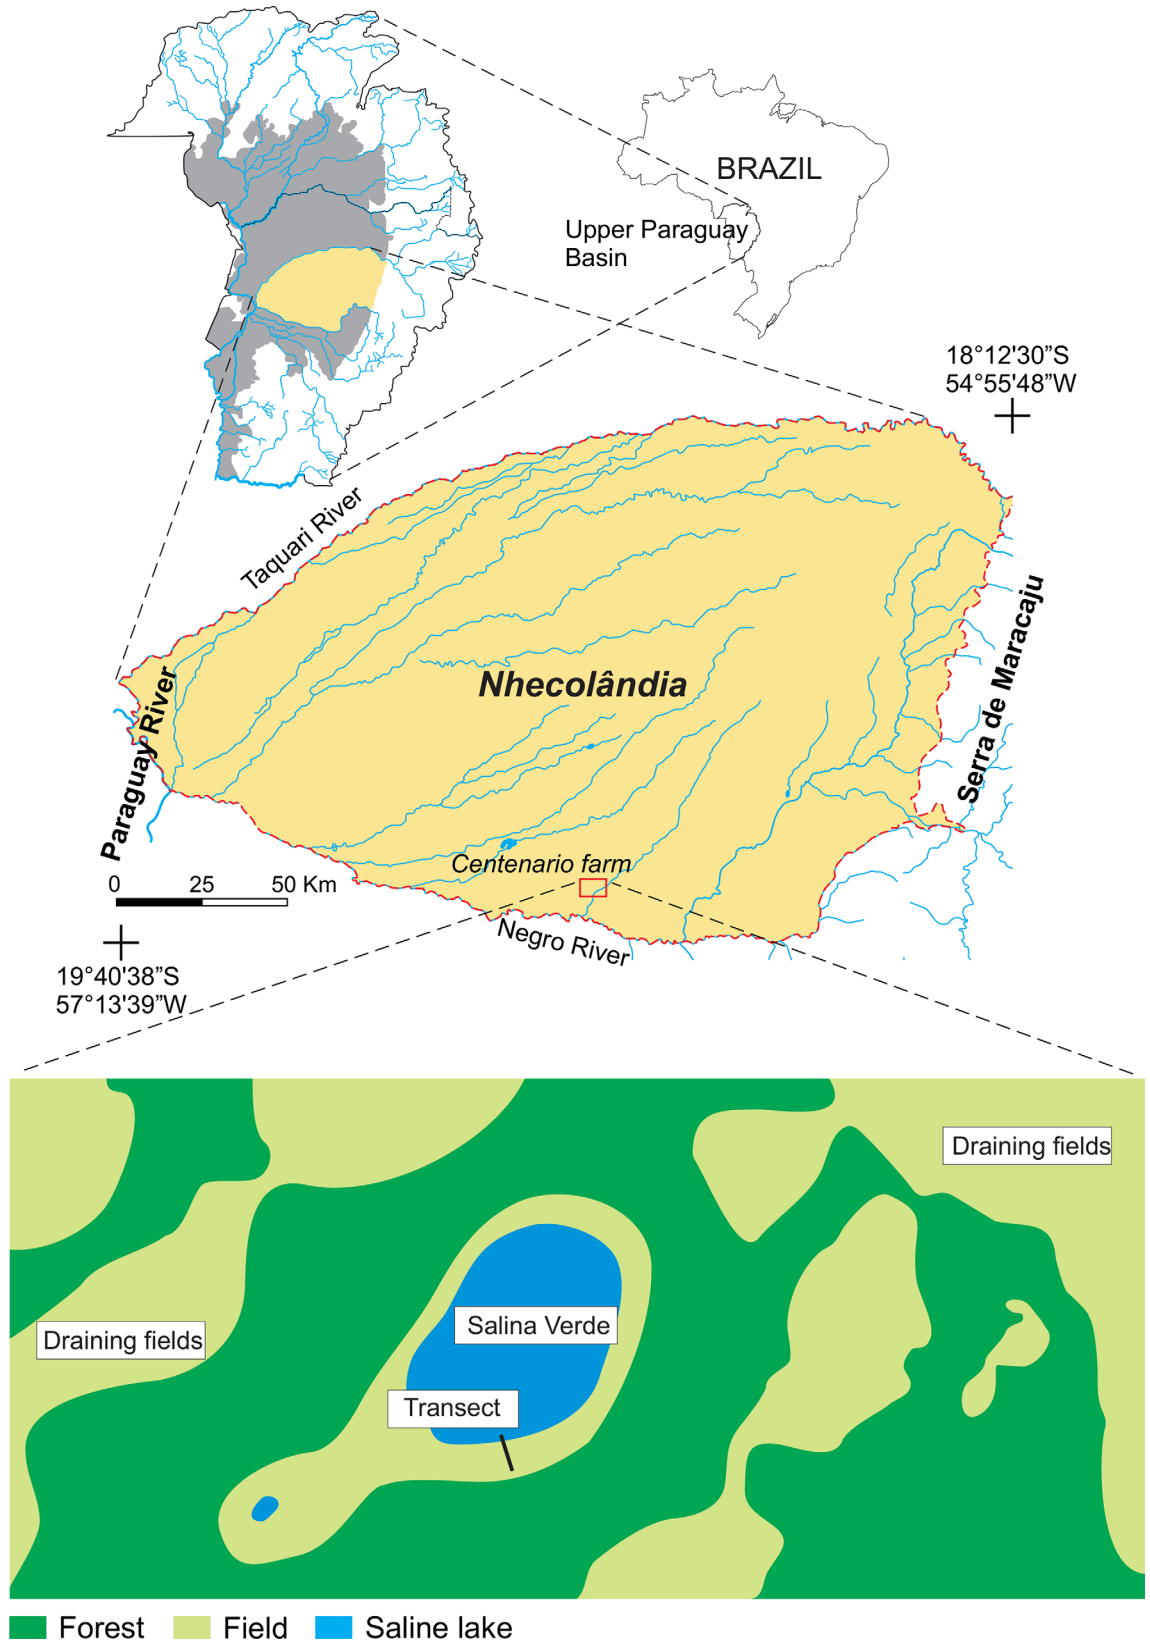 BRAZIL
Upper Paraguay
Basin
18°12'30”S
54°55'48”W
Taquari River
Nhecolândia
Serra de Maracaju
Paraguay River
Centenario farm
0 25 50 Km
Negro River
19°40'38”S
57°13'39”W
Draining fields
Salina Verde
Draining fields
Transect
Forest Field Saline lake